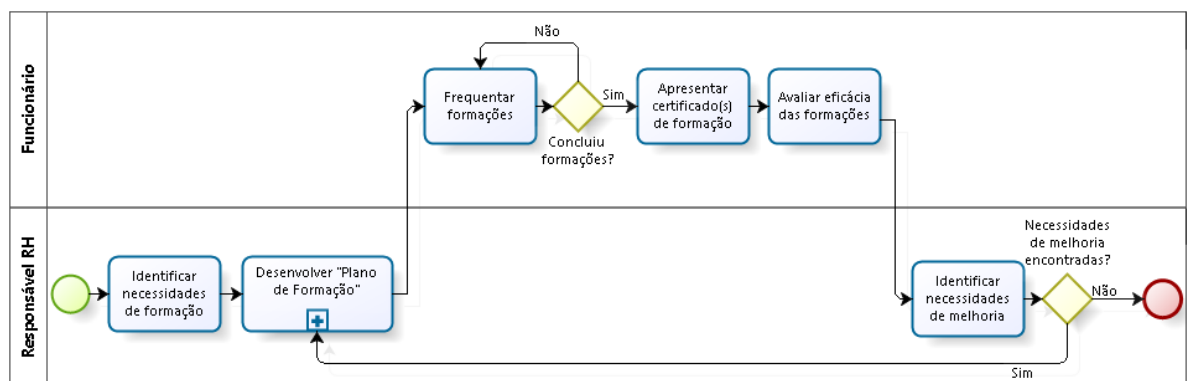 Funcionário
Não
Frequentar
formações
Concluiu
formações?
Sim
Apresentar
certificado(s)
de formação
Avaliar eficácia
das formações
Responsável RH
Identificar
necessidades
de formação
Desenvolver "Plano
de Formação"
Identificar
necessidades
de melhoria
Necessidades
de melhoria
encontradas?
Não
Sim